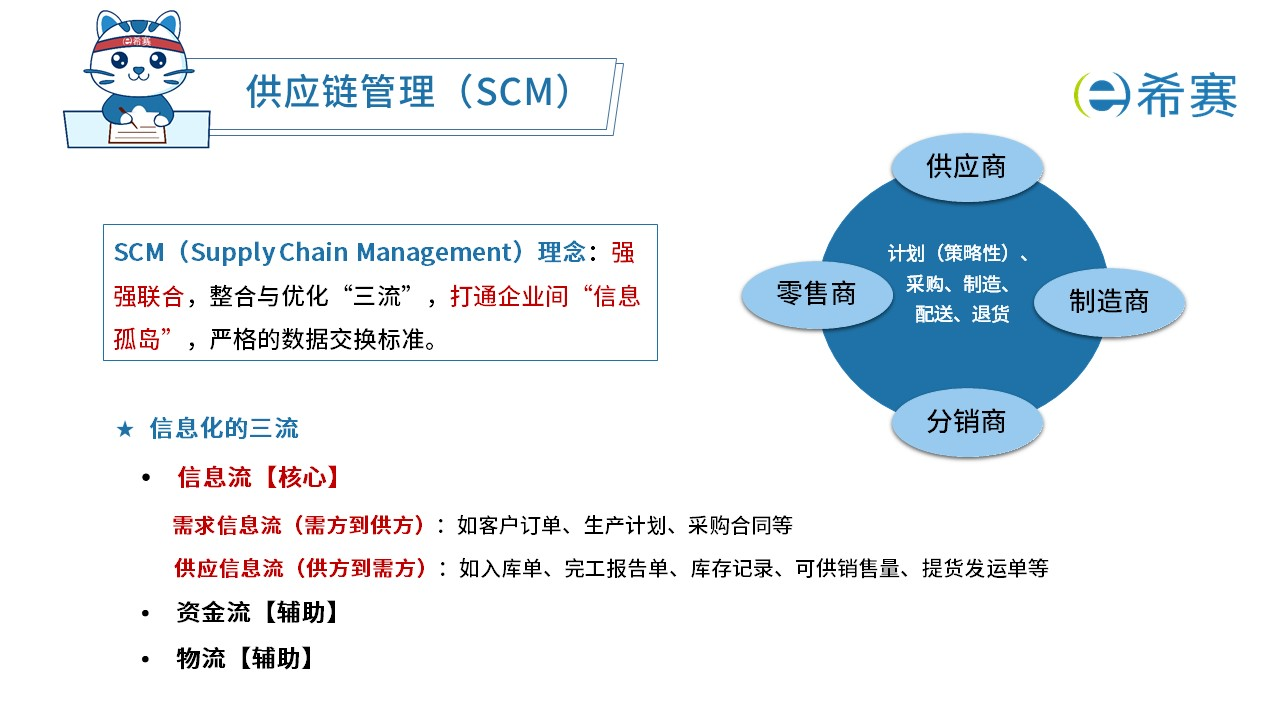 供应链管理（SCM）
希赛
希赛
SCM（Supply Chain Management）理念：强
强联合，整合与优化“三流”，打通企业间“信息
孤岛”，严格的数据交换标准。
供应商
计划（策略性）、
采购、制造、
配送、退货
零售商
制造商
分销商
★ 信息化的三流
• 信息流【核心】
需求信息流（需方到供方）：如客户订单、生产计划、采购合同等
供应信息流（供方到需方）：如入库单、完工报告单、库存记录、可供销售量、提货发运单等
• 资金流【辅助】
• 物流【辅助】